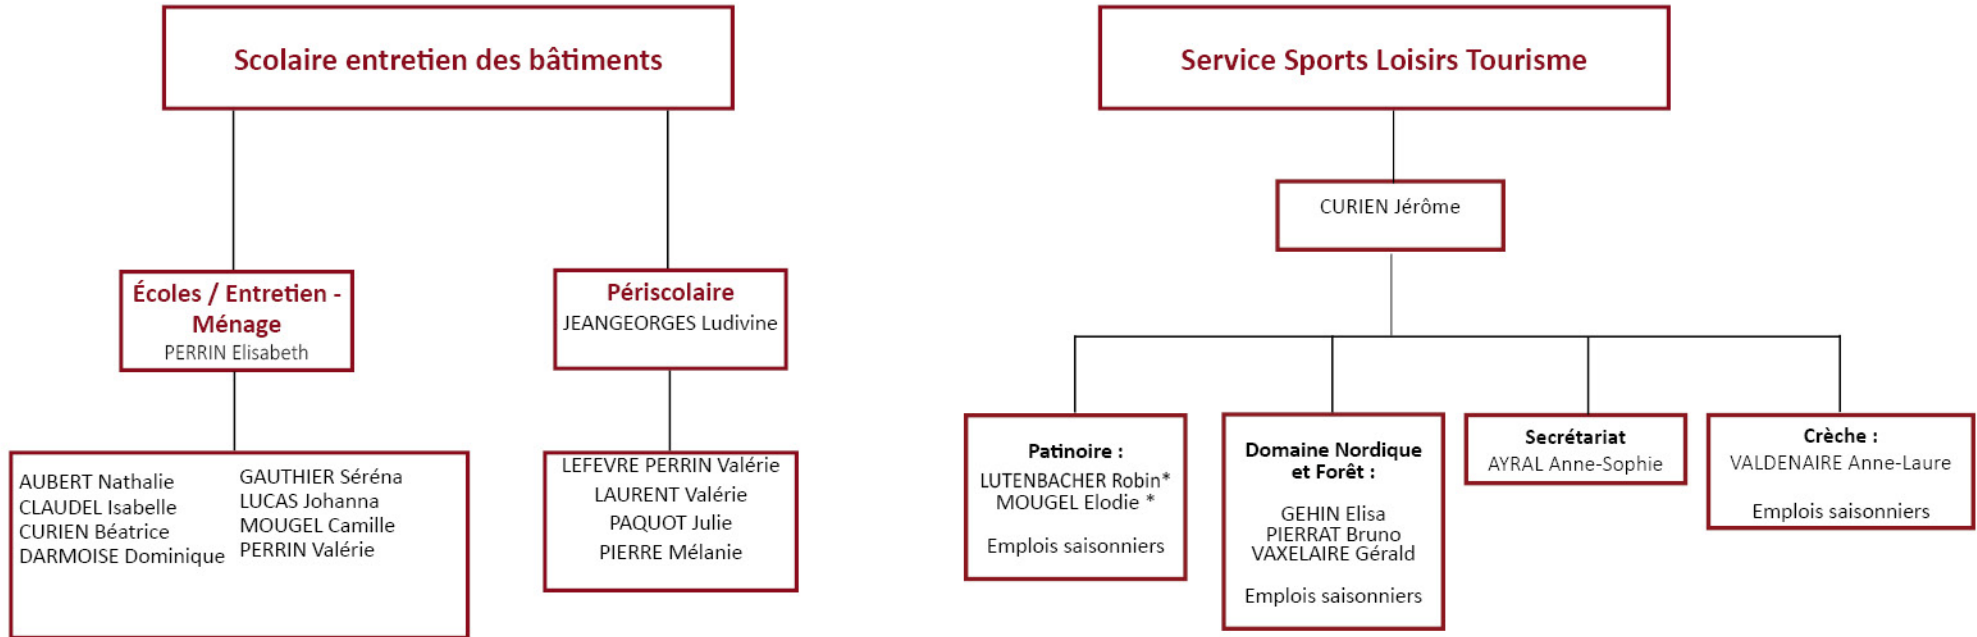 Scolaire entretien des bâtiments
Écoles / Entretien -
Ménage
PERRIN Elisabeth
Périscolaire
JEANGEORGES Ludivine
AUBERT Nathalie
CLAUDEL Isabelle
CURIEN Béatrice
DARMOISE Dominique
GAUTHIER Séréna
LUCAS Johanna
MOUGEL Camille
PERRIN Valérie
LEFEVRE PERRIN Valérie
LAURENT Valérie
PAQUOT Julie
PIERRE Mélanie
Service Sports Loisirs Tourisme
CURIEN Jérôme
Patinoire :
LUTENBACHER Robin*
MOUGEL Elodie *
Emplois saisonniers
Domaine Nordique
et Forêt :
GEHIN Elisa
PIERRAT Bruno
VAXELAIRE Gérald
Emplois saisonniers
Secrétariat
AYRAL Anne-Sophie
Crèche :
VALDENAIRE Anne-Laure
Emplois saisonniers